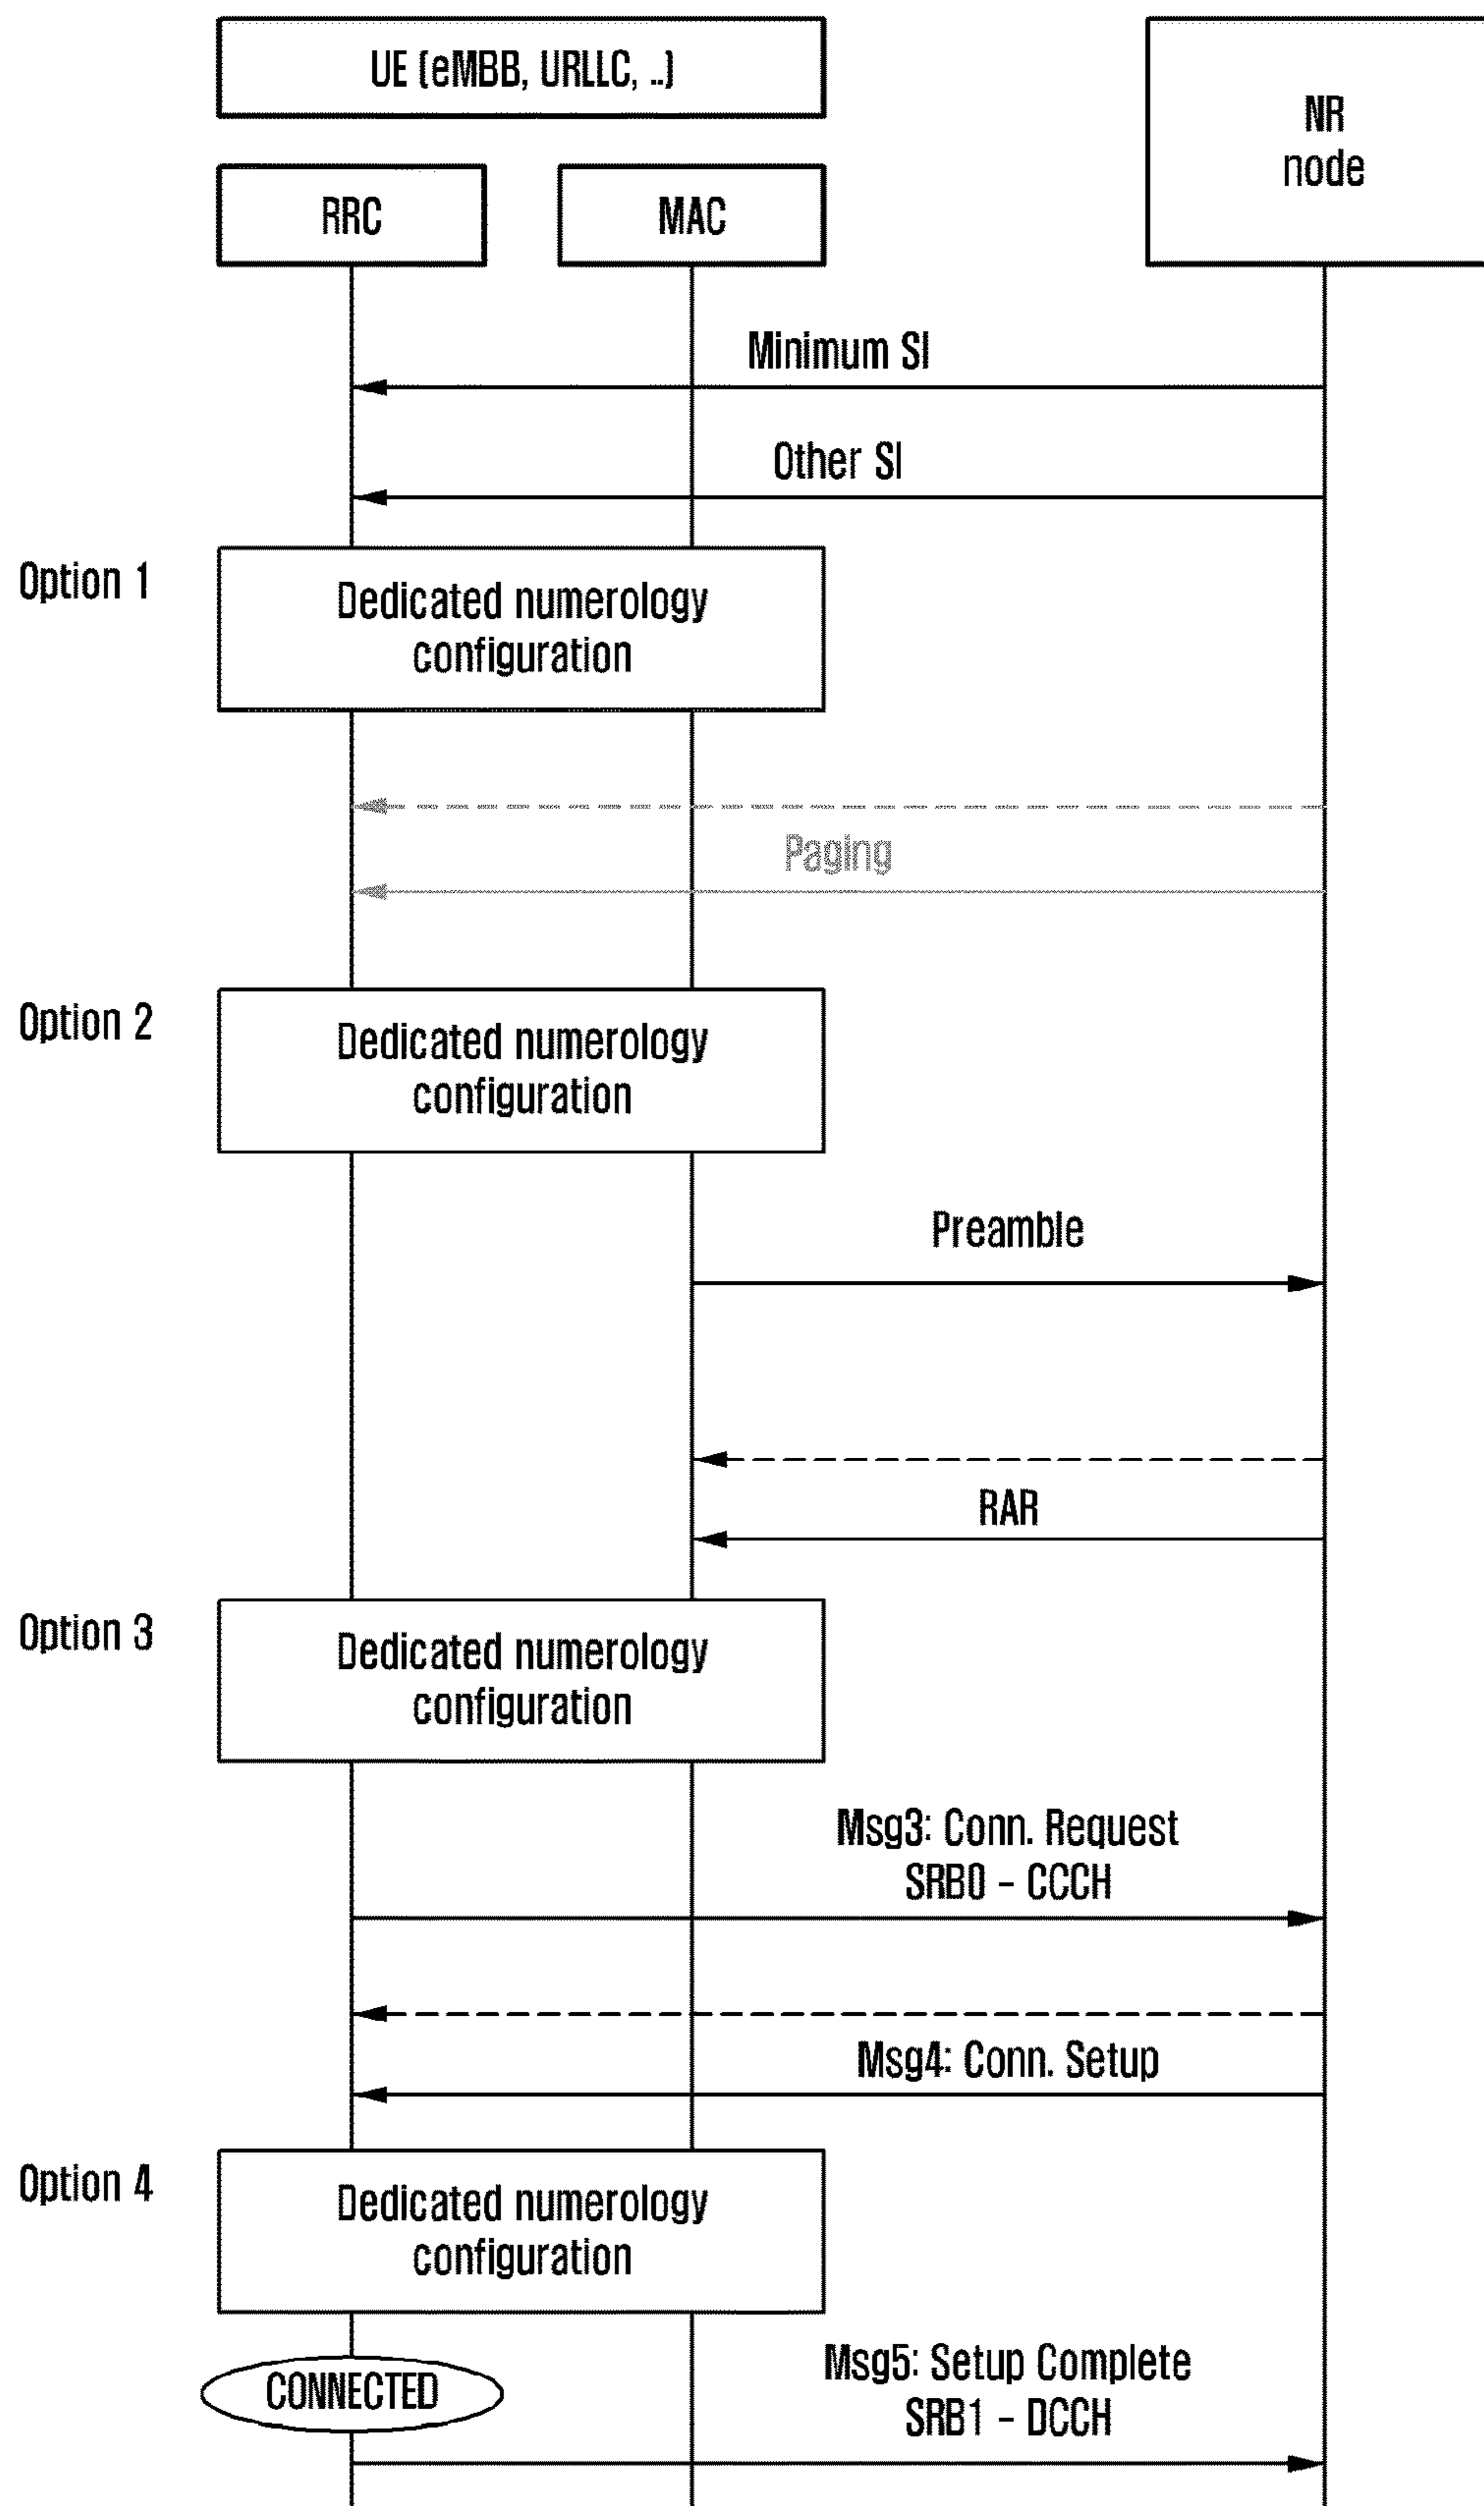 UE (eMBB, URLLC, ..)
NR
node
RRC
MAC
Minimum SI
Other SI
Option 1
Dedicated numerology
configuration
Paging
Option 2
Dedicated numerology
configuration
Preamble
RAR
Option 3
Dedicated numerology
configuration
Msg3: Conn. Request
SRB0 – CCCH
Msg4: Conn. Setup
Option 4
Dedicated numerology
configuration
Msg5: Setup Complete
SRB1 – DCCH
CONNECTED